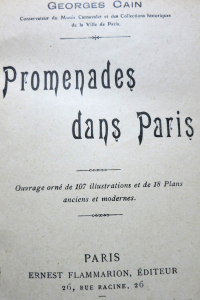 GEORGES CAIN
Conservateur du Musée Carnavalet et des Collections historiques
de la Ville de Paris.
Promenades
dans Paris
Ouvrage orné de 107 illustrations et de 18 Plans
anciens et modernes.
PARIS
ERNEST FLAMMARION, ÉDITEUR
26, RUE RACINE, 26